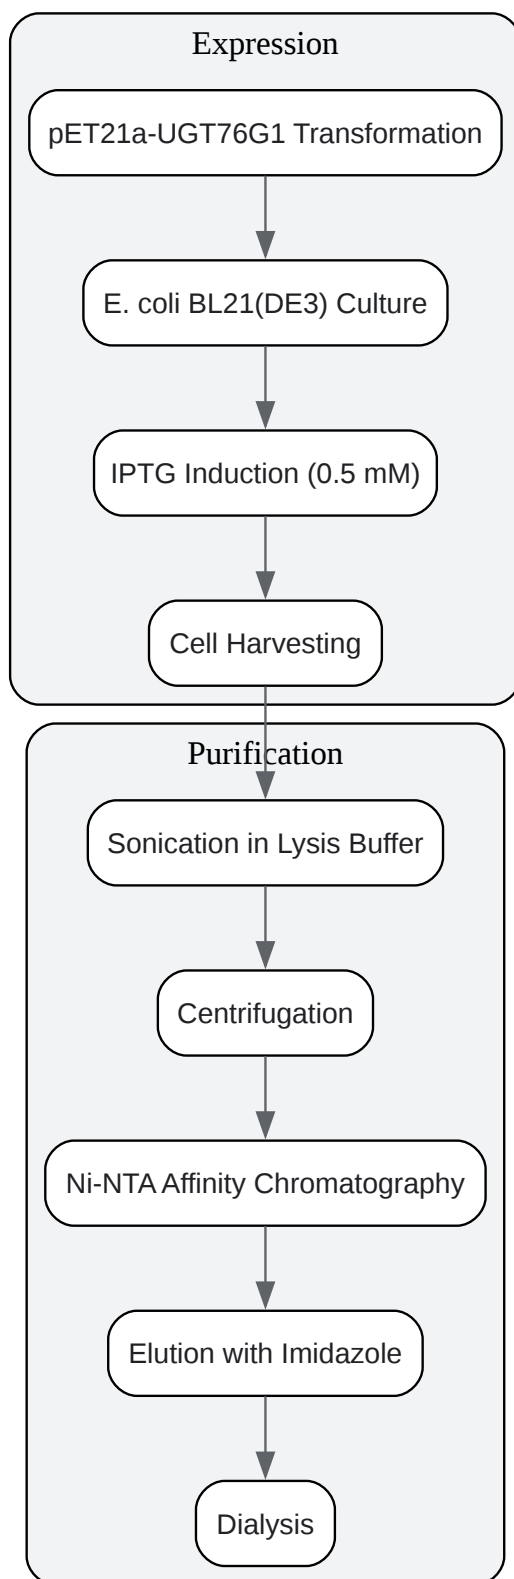 Expression
pET21a-UGT76G1 Transformation
E. coli BL21(DE3) Culture
IPTG Induction (0.5 mM)
Cell Harvesting
Purification
Sonication in Lysis Buffer
Centrifugation
Ni-NTA Affinity Chromatography
Elution with Imidazole
Dialysis